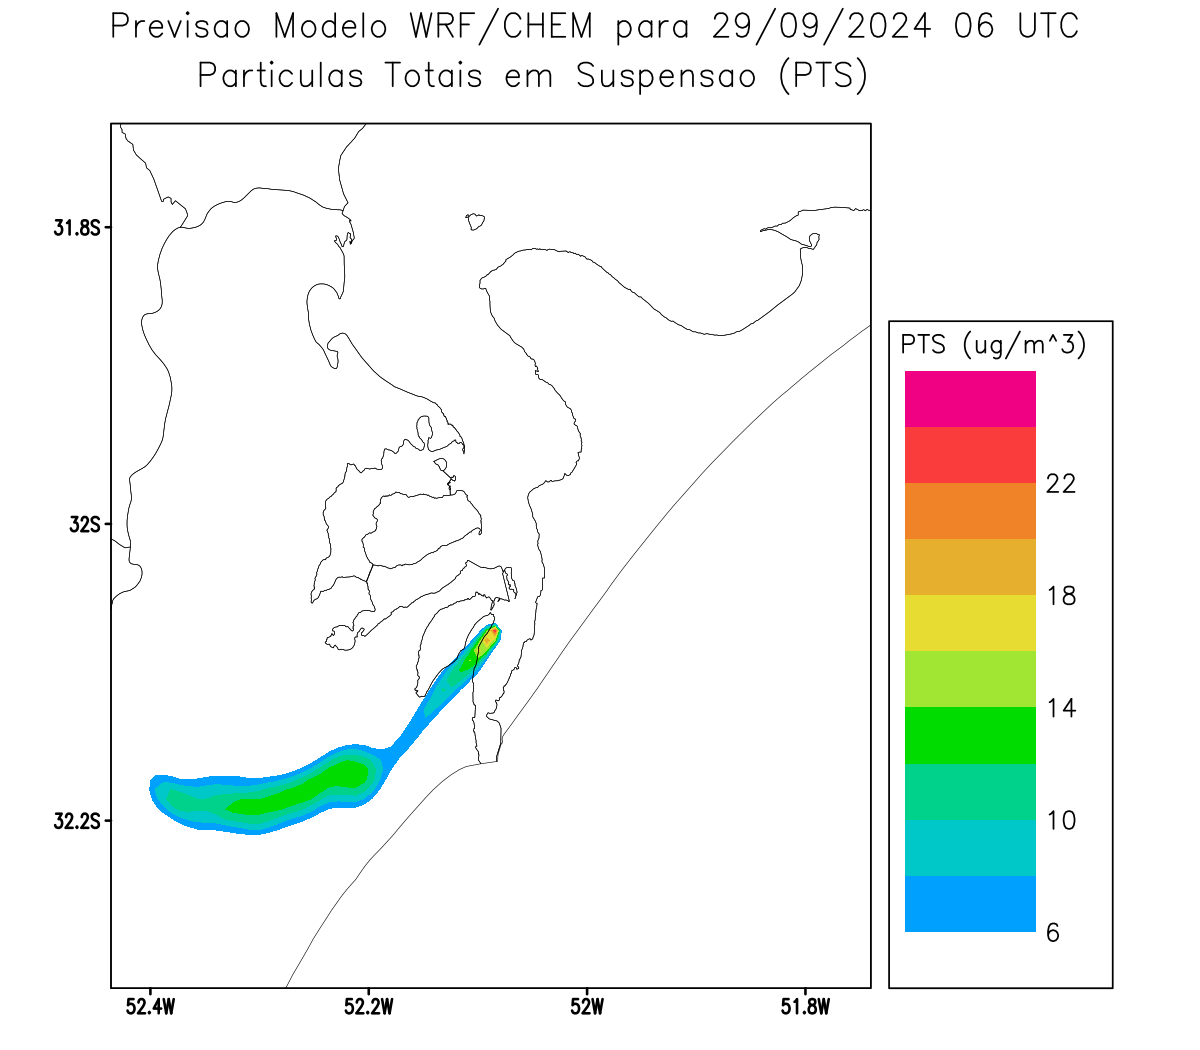 Previsao Modelo WRF/CHEM para 29/09/2024 06 UTC
Particulas Totais em Suspensao (PTS)
31.8S
32S
32.2S
52.4W
52.2W
52W
51.8W
PTS (ug/m^3)
22
18
14
10
6